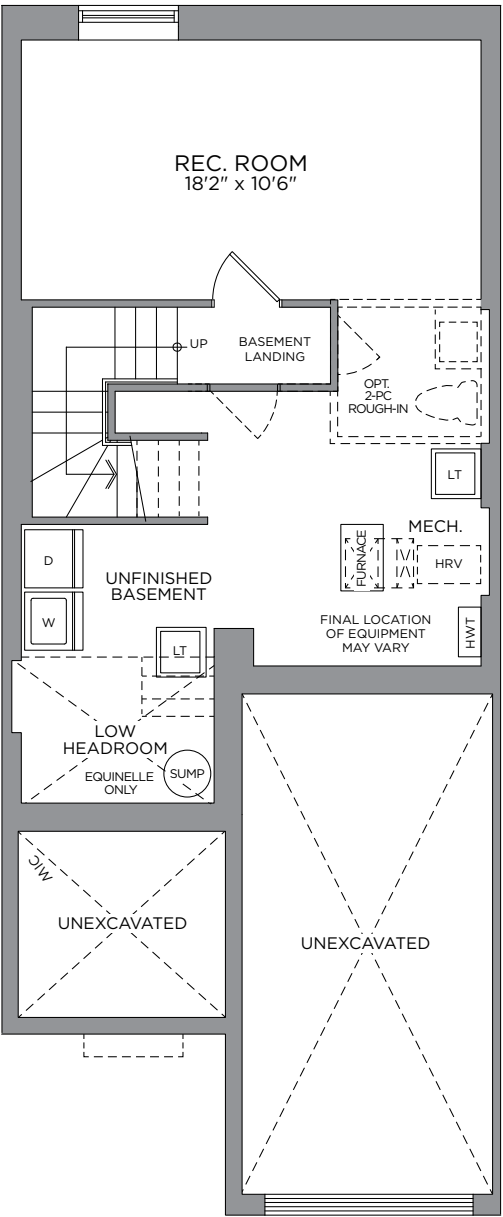 REC. ROOM
18'2" x 10'6"
UP
BASEMENT
LANDING
OPT.
2-PC
ROUGH-IN
LT
MECH.
D
UNFINISHED
BASEMENT
FURNACE
HRV
W
FINAL LOCATION
OF EQUIPMENT
MAY VARY
HWT
LT
LOW
HEADROOM
EQUINELLE
ONLY
SUMP
WIC
UNEXCAVATED
UNEXCAVATED